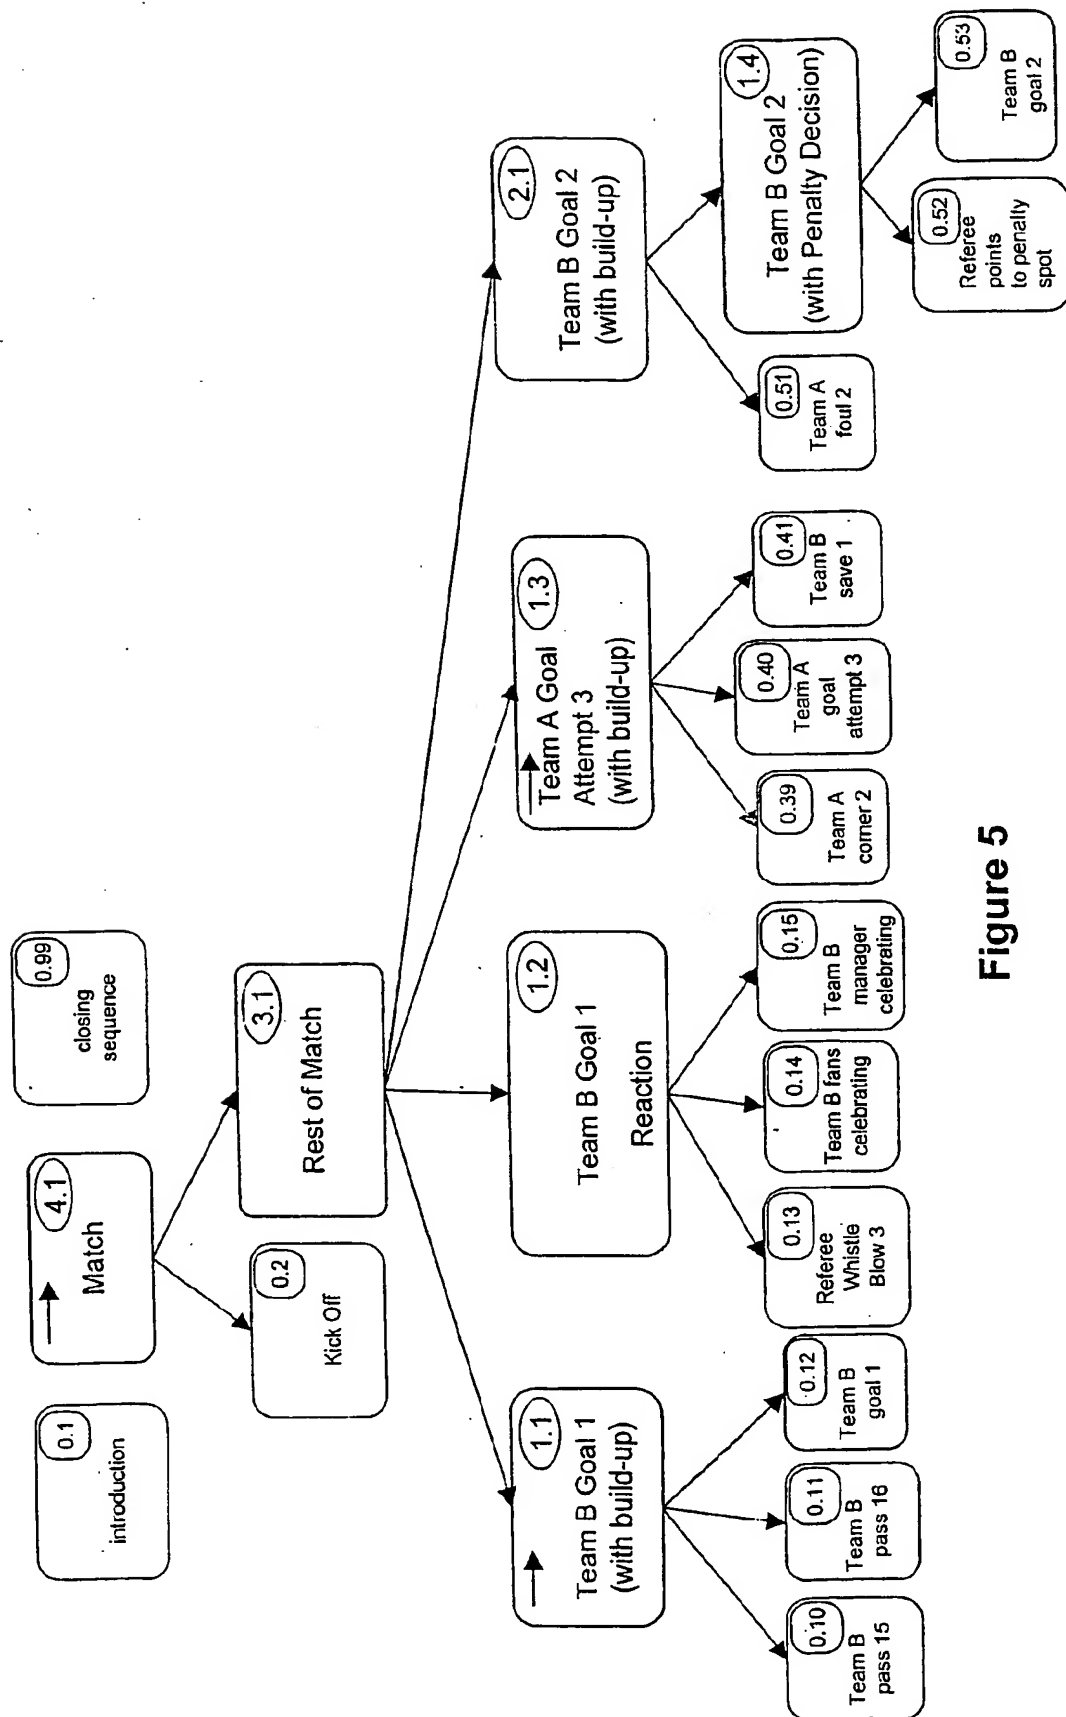 0.1
introduction
4.1
Match
0.99
closing
sequence
0.2
Kick Off
3.1
Rest of Match
1.1
Team B Goal 1
(with build-up)
1.2
Team B Goal 1
Reaction
1.3
Team A Goal
Attempt 3
(with build-up)
2.1
Team B Goal 2
(with build-up)
0.10
Team B
pass 15
0.11
Team B
pass 16
0.12
Team B
goal 1
0.13
Referee
Whistle
Blow 3
0.14
Team B fans
celebrating
0.15
Team B
manager
celebrating
0.39
Team A
corner 2
0.40
Team A
goal
attempt 3
0.41
Team B
save 1
0.51
Team A
foul 2
1.4
Team B Goal 2
(with Penalty Decision)
0.52
Referee
points
to penalty
spot
0.53
Team B
goal 2
Figure 5